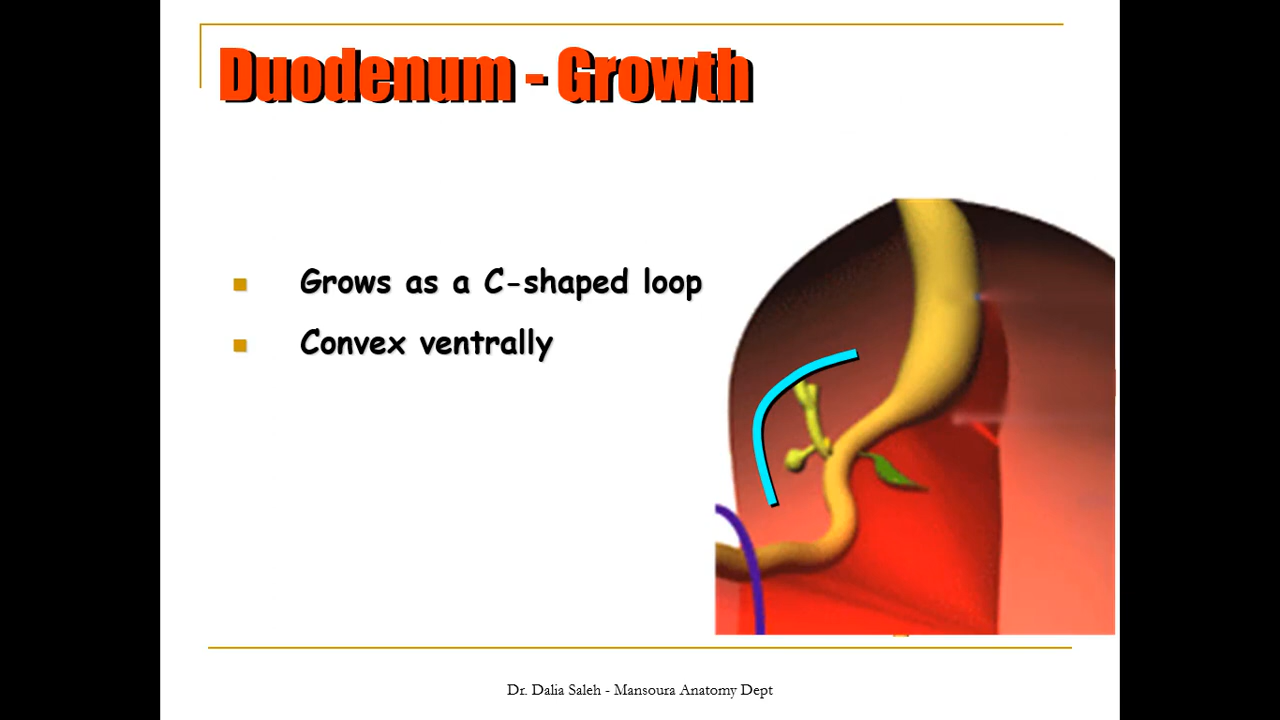 Duodenum - Growth
Grows as a C-shaped loop
Convex ventrally
Dr. Dalia Saleh - Mansoura Anatomy Dept